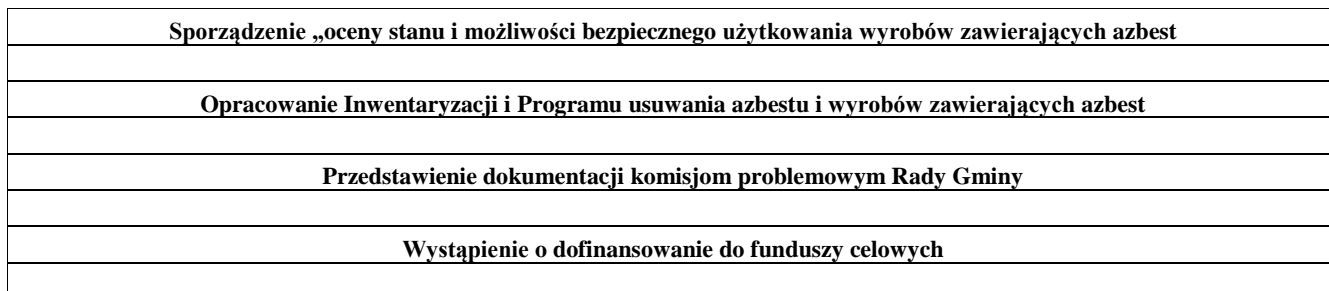 Sporządzenie „oceny stanu i możliwości bezpiecznego użytkowania wyrobów zawierających azbest
Opracowanie Inwentaryzacji i Programu usuwania azbestu i wyrobów zawierających azbest
Przedstawienie dokumentacji komisjom problemowym Rady Gminy
Wystąpienie o dofinansowanie do funduszy celowych